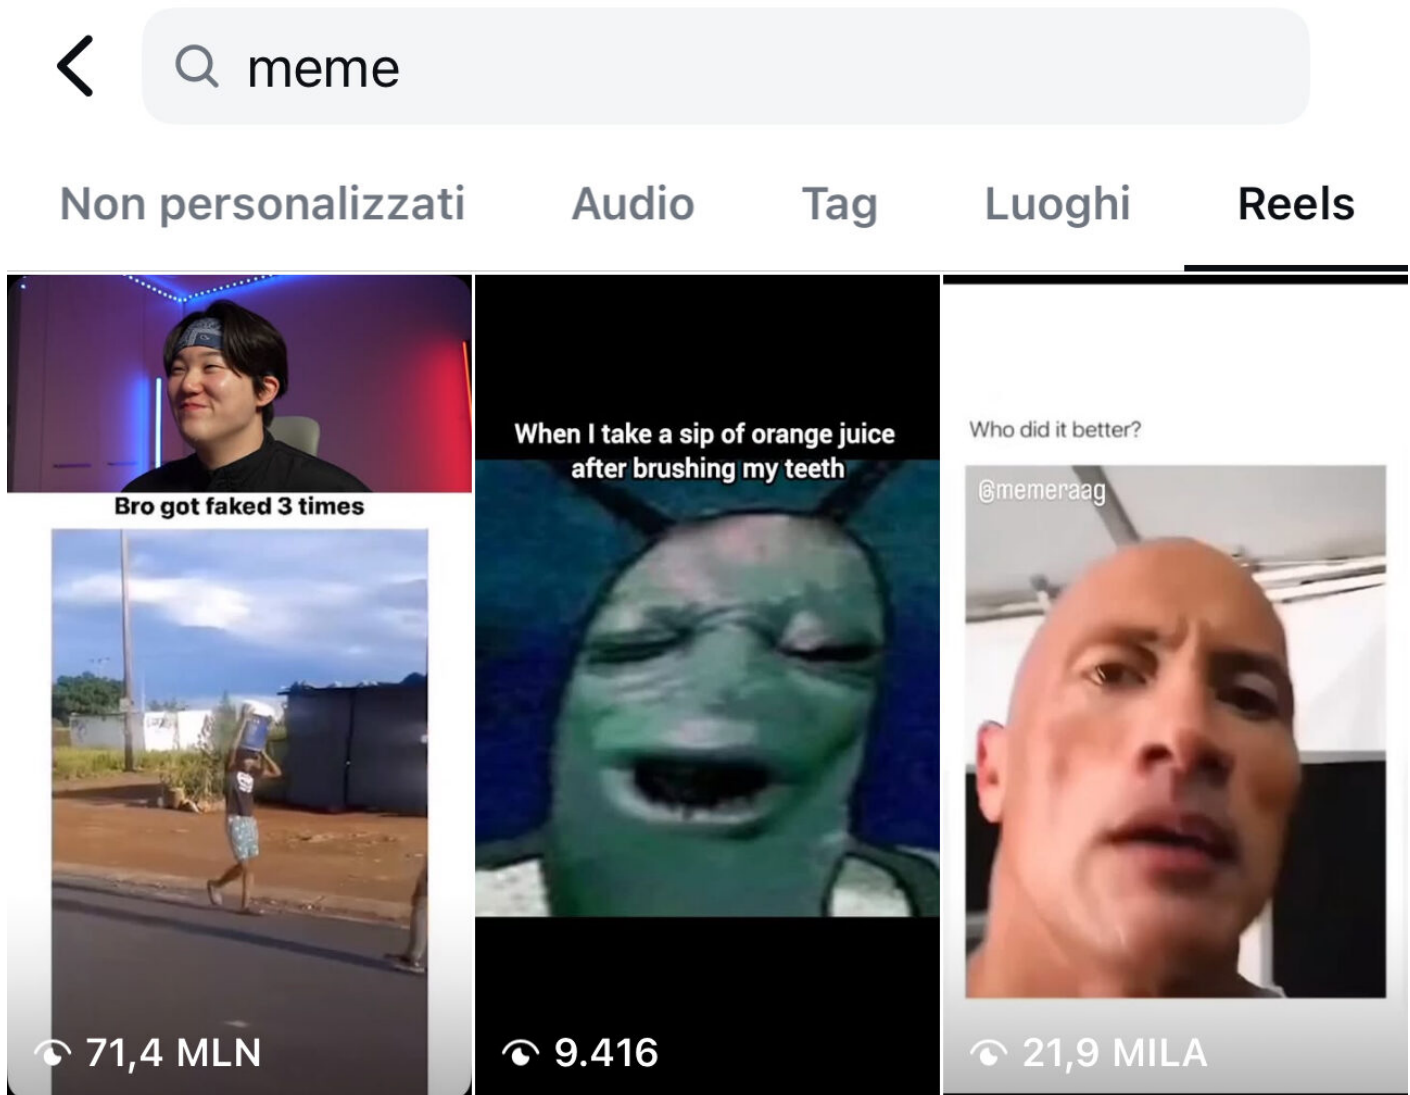 meme
Non personalizzati
Audio
Tag
Luoghi
Reels
Bro got faked 3 times
71,4 MLN
When I take a sip of orange juice
after brushing my teeth
9.416
Who did it better?
@memeraag
21,9 MILA